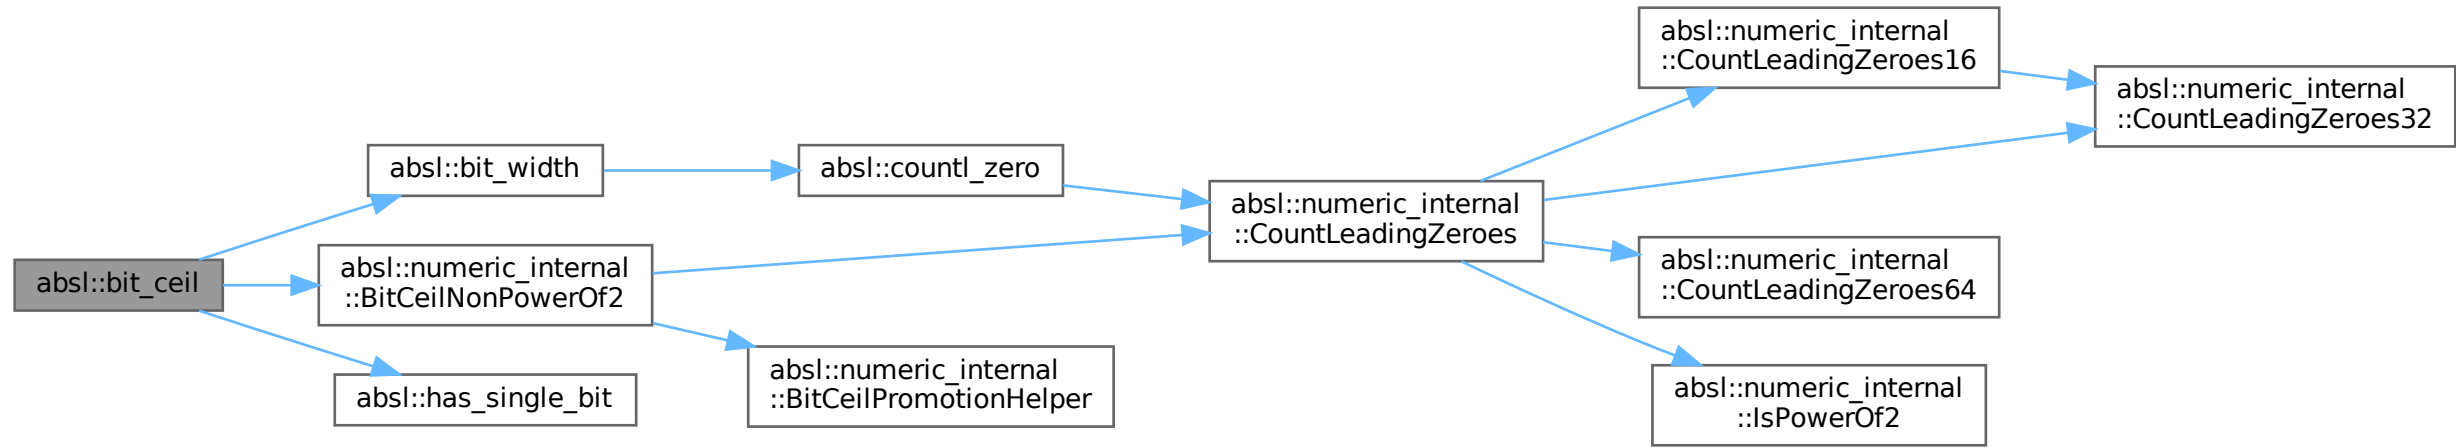 absl::bit_ceil
absl::bit_width
absl::numeric_internal
::BitCeilNonPowerOf2
absl::has_single_bit
absl::countl_zero
absl::numeric_internal
::BitCeilPromotionHelper
absl::numeric_internal
::CountLeadingZeroes
absl::numeric_internal
::CountLeadingZeroes16
absl::numeric_internal
::CountLeadingZeroes64
absl::numeric_internal
::IsPowerOf2
absl::numeric_internal
::CountLeadingZeroes32